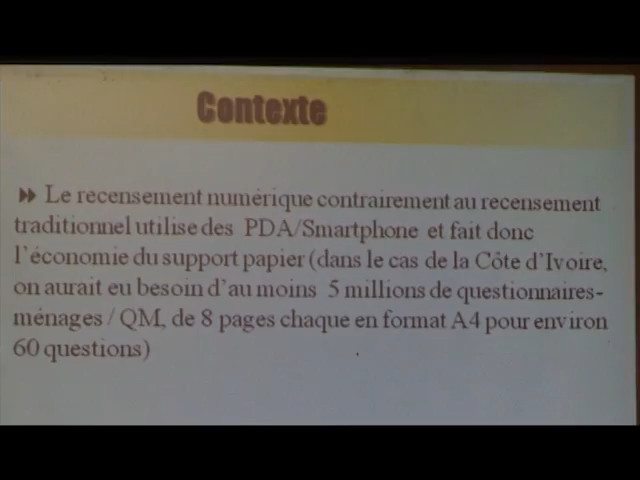 Contexte
Le recensement numérique contrairement au recensement
traditionnel utilise des PDA/Smartphone et fait donc
l'économie du support papier (dans le cas de la Côte d'Ivoire,
on aurait eu besoin d'au moins 5 millions de questionnaires-
ménages / QM, de 8 pages chaque en format A4 pour environ
60 questions)